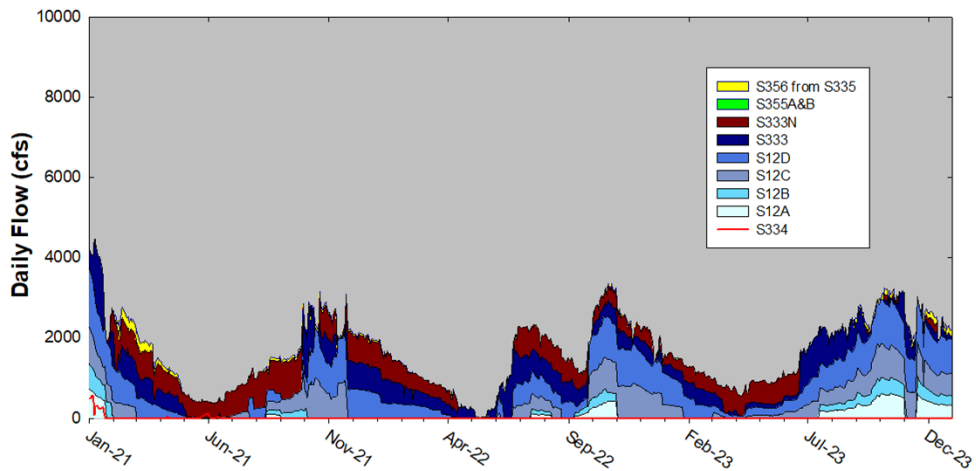 10000
8000
6000
4000
2000
0
Daily Flow (cfs)
S356 from S335
S355A&B
S333N
S333
S12D
S12C
S12B
S12A
S334
Jan-21
Jun-21
Nov-21
Apr-22
Sep-22
Feb-23
Jul-23
Dec-23